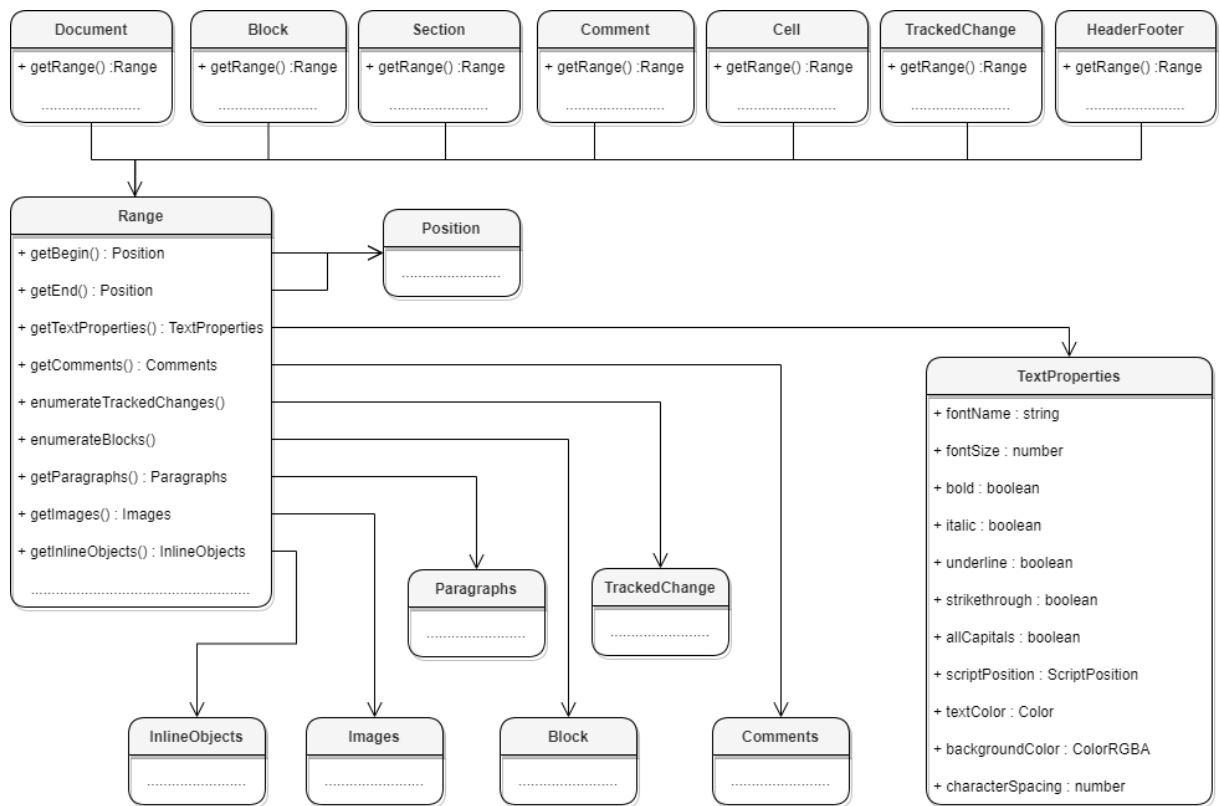 Document
Block
Section
Comment
Cell
TrackedChange
HeaderFooter
+ getRange() :Range
+ getRange() :Range
+ getRange() :Range
+ getRange() :Range
+ getRange() :Range
+ getRange() :Range
+ getRange() :Range
Range
+ getBegin() : Position
+ getEnd() : Position
+ getTextProperties() : TextProperties
+ getComments() : Comments
+ enumerateTrackedChanges()
+ enumerateBlocks()
+ getParagraphs() : Paragraphs
+ getImages() : Images
+ getInlineObjects() : InlineObjects
Position
TextProperties
+ fontName : string
+ fontSize : number
+ bold : boolean
+ italic : boolean
+ underline : boolean
+ strikethrough : boolean
+ allCapitals : boolean
+ scriptPosition : ScriptPosition
+ textColor : Color
+ backgroundColor : ColorRGBA
+ characterSpacing : number
Paragraphs
TrackedChange
InlineObjects
Images
Block
Comments